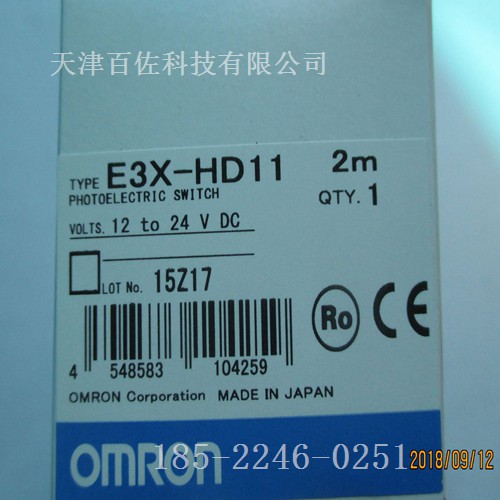 天津百佐科技有限公司
TYPE E3X-HD11 2m
PHOTOELECTRIC SWITCH QTY. 1
VOLTS. 12 to 24 V DC
LOT No. 15Z17
Ro CE
4 548583 104259
OMRON Corporation MADE IN JAPAN
OMRON
185-2246-0251
2018/09/12